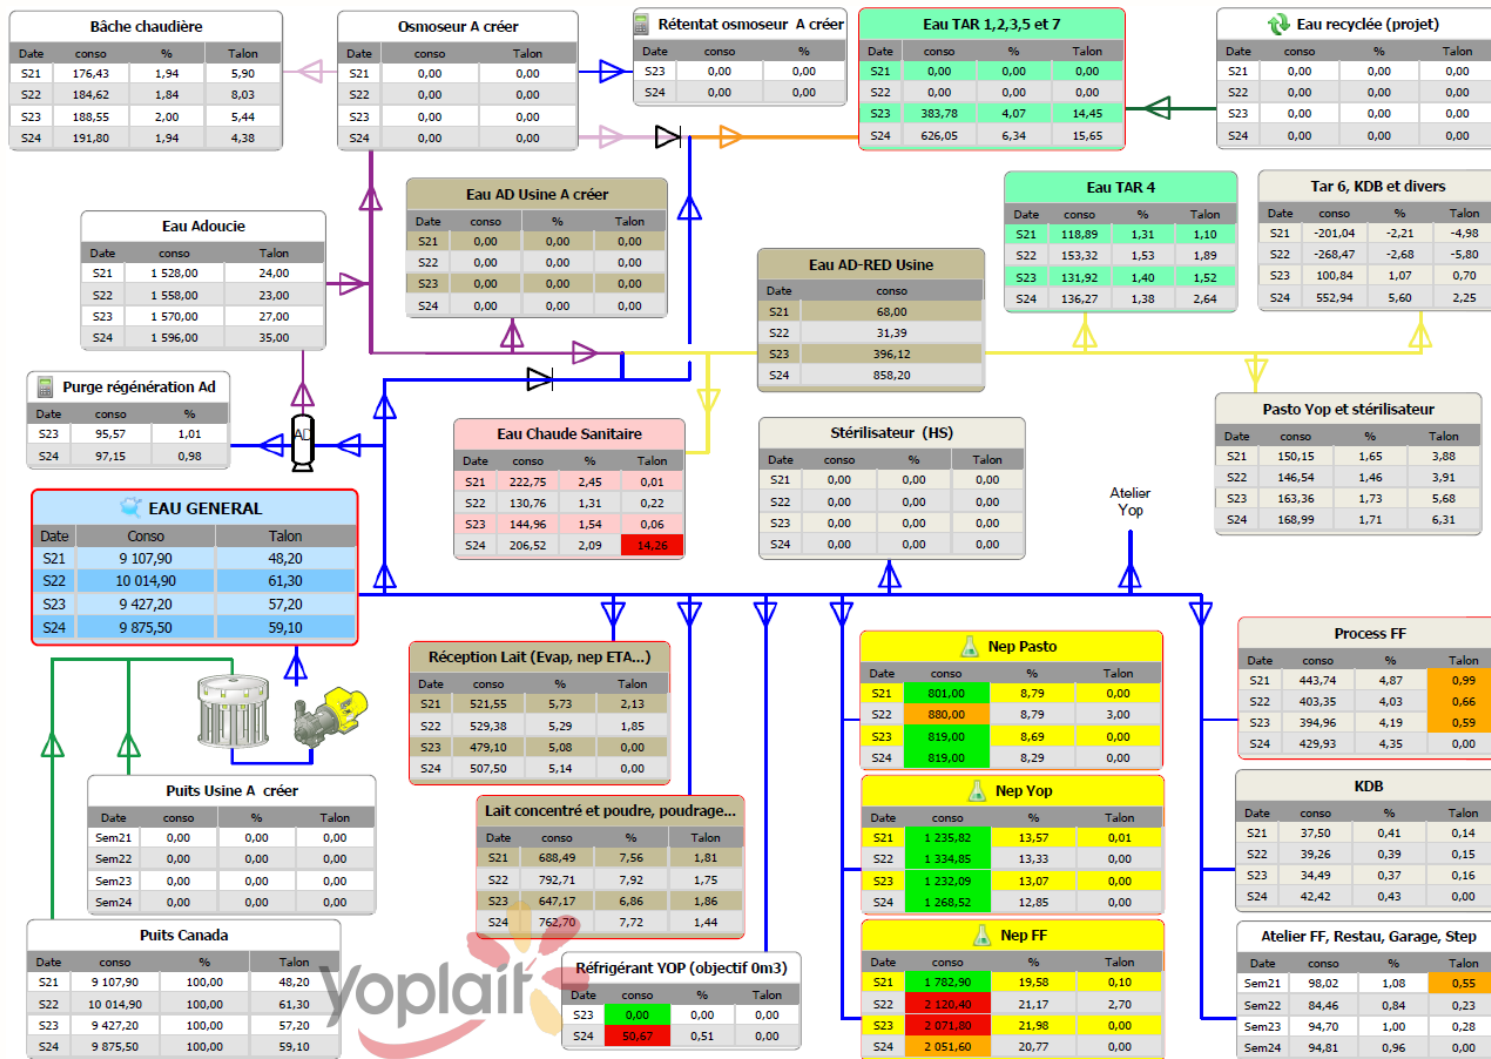 Bâche chaudière
Date conso % Talon
S21 176,43 1,94 5,90
S22 184,62 1,84 8,03
S23 188,55 2,00 5,44
S24 191,80 1,94 4,38
Osmoseur A créer
Date conso Talon
S21 0,00 0,00
S22 0,00 0,00
S23 0,00 0,00
S24 0,00 0,00
Rétentat osmoseur A créer
Date conso %
S23 0,00 0,00
S24 0,00 0,00
Eau TAR 1,2,3,5 et 7
Date conso % Talon
S21 0,00 0,00 0,00
S22 0,00 0,00 0,00
S23 383,78 4,07 14,45
S24 626,05 6,34 15,65
Eau recyclée (projet)
Date conso % Talon
S21 0,00 0,00 0,00
S22 0,00 0,00 0,00
S23 0,00 0,00 0,00
S24 0,00 0,00 0,00
Eau Adoucie
Date conso Talon
S21 1 528,00 24,00
S22 1 558,00 23,00
S23 1 570,00 27,00
S24 1 596,00 35,00
Eau AD Usine A créer
Date conso % Talon
S21 0,00 0,00 0,00
S22 0,00 0,00 0,00
S23 0,00 0,00 0,00
S24 0,00 0,00 0,00
Eau AD-RED Usine
Date conso
S21 68,00
S22 31,39
S23 396,12
S24 858,20
Eau TAR 4
Date conso % Talon
S21 118,89 1,31 1,10
S22 153,32 1,53 1,89
S23 131,92 1,40 1,52
S24 136,27 1,38 2,64
Tar 6, KDB et divers
Date conso % Talon
S21 -201,04 -2,21 -4,98
S22 -268,47 -2,68 -5,80
S23 100,84 1,07 0,70
S24 552,94 5,60 2,25
Purge régénération Ad
Date conso %
S23 95,57 1,01
S24 97,15 0,98
AD
Eau Chaude Sanitaire
Date conso % Talon
S21 222,75 2,45 0,01
S22 130,76 1,31 0,22
S23 144,96 1,54 0,06
S24 206,52 2,09 14,26
Stérilisateur (HS)
Date conso % Talon
S21 0,00 0,00 0,00
S22 0,00 0,00 0,00
S23 0,00 0,00 0,00
S24 0,00 0,00 0,00
Pasto Yop et stérilisateur
Date conso % Talon
S21 150,15 1,65 3,88
S22 146,54 1,46 3,91
S23 163,36 1,73 5,68
S24 168,99 1,71 6,31
Atelier
Yop
EAU GENERAL
Date Conso Talon
S21 9 107,90 48,20
S22 10 014,90 61,30
S23 9 427,20 57,20
S24 9 875,50 59,10
Réception Lait (Evap, nep ETA...)
Date conso % Talon
S21 521,55 5,73 2,13
S22 529,38 5,29 1,85
S23 479,10 5,08 0,00
S24 507,50 5,14 0,00
Nep Pasto
Date conso % Talon
S21 801,00 8,79 0,00
S22 880,00 8,79 3,00
S23 819,00 8,69 0,00
S24 819,00 8,29 0,00
Process FF
Date conso % Talon
S21 443,74 4,87 0,99
S22 403,35 4,03 0,66
S23 394,96 4,19 0,59
S24 429,93 4,35 0,00
Puits Usine A créer
Date conso % Talon
Sem21 0,00 0,00 0,00
Sem22 0,00 0,00 0,00
Sem23 0,00 0,00 0,00
Sem24 0,00 0,00 0,00
Lait concentré et poudre, poudrage...
Date conso % Talon
S21 688,49 7,56 1,81
S22 792,71 7,92 1,75
S23 647,17 6,86 1,86
S24 762,70 7,72 1,44
Nep Yop
Date conso % Talon
S21 1 235,82 13,57 0,01
S22 1 334,85 13,33 0,00
S23 1 232,09 13,07 0,00
S24 1 268,52 12,85 0,00
KDB
Date conso % Talon
S21 37,50 0,41 0,14
S22 39,26 0,39 0,15
S23 34,49 0,37 0,16
S24 42,42 0,43 0,00
Puits Canada
Date conso % Talon
S21 9 107,90 100,00 48,20
S22 10 014,90 100,00 61,30
S23 9 427,20 100,00 57,20
S24 9 875,50 100,00 59,10
Yoplait
Réfrigérant YOP (objectif 0m3)
Date conso % Talon
S23 0,00 0,00 0,00
S24 50,67 0,51 0,00
Nep FF
Date conso % Talon
S21 1 782,90 19,58 0,10
S22 2 120,40 21,17 2,70
S23 2 071,80 21,98 0,00
S24 2 051,60 20,77 0,00
Atelier FF, Restau, Garage, Step
Date conso % Talon
Sem21 98,02 1,08 0,55
Sem22 84,46 0,84 0,23
Sem23 94,70 1,00 0,28
Sem24 94,81 0,96 0,00